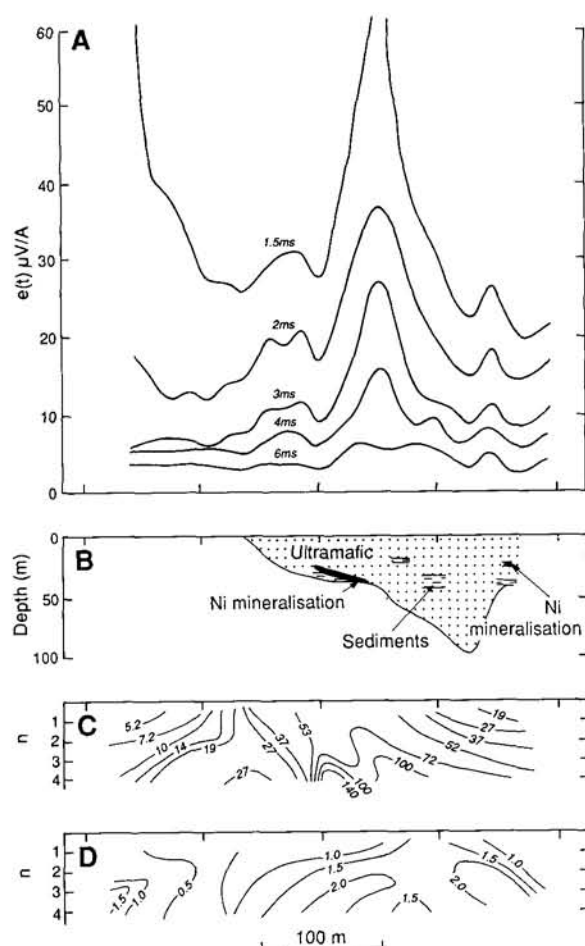 A
60
50
40
30
20
10
0
e(t) µV/A
1.5ms
2ms
3ms
4ms
6ms
B
0
50
100
Depth (m)
Ultramafic
Ni mineralisation
Sediments
Ni
mineralisation
C
n
1
2
3
4
5.2
7.2
10
14
19
27
37
27
53
100
140
100
72
52
37
27
19
D
n
1
2
3
4
-1.5
-1.0
0.5
1.0
1.5
2.0
1.5
2.0
1.5
1.0
100 m